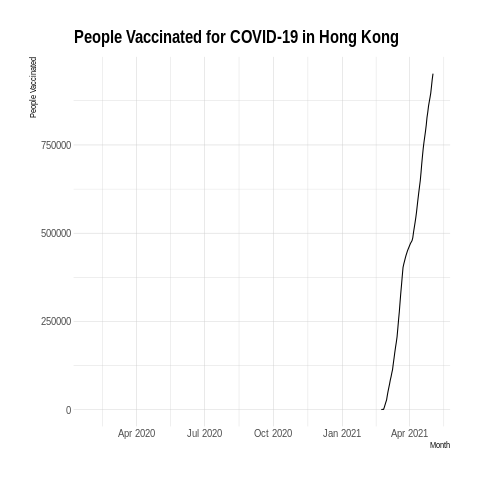 People Vaccinated for COVID-19 in Hong Kong
People Vaccinated
750000
500000
250000
0
Apr 2020 Jul 2020 Oct 2020 Jan 2021 Apr 2021
Month